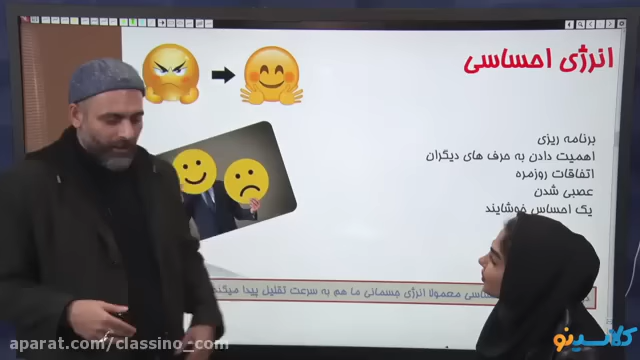 انرژی احساسی
برنامه ریزی
اهمیت دادن به حرف های دیگران
اتفاقات روزمره
عصبی شدن
یک احساس خوشایند
معمولا انرژی جسمانی ما هم به سرعت تقلیل پیدا میکند
کلاسینو
aparat.com/classino_com